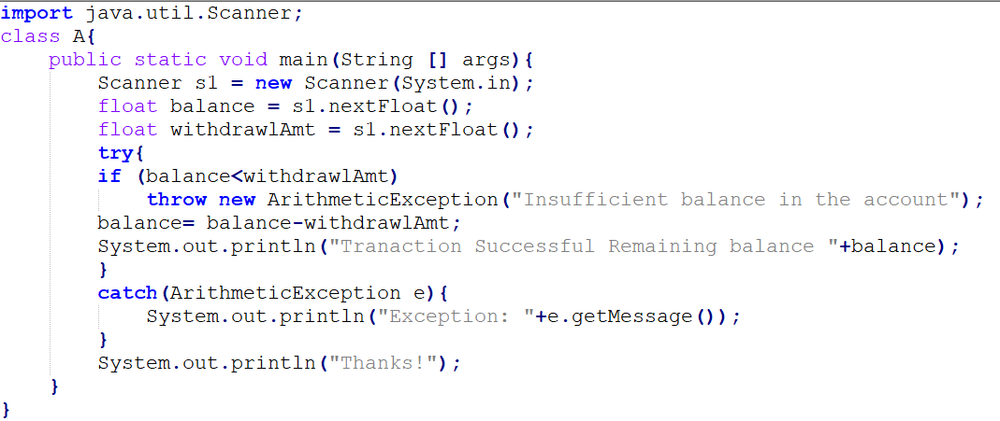 import java.util.Scanner;
class A{
public static void main(String [] args){
Scanner s1 = new Scanner(System.in);
float balance = s1.nextFloat();
float withdrawlAmt = s1.nextFloat();
try{
if (balance<withdrawlAmt)
throw new ArithmeticException("Insufficient balance in the account");
balance= balance-withdrawlAmt;
System.out.println("Tranaction Successful Remaining balance "+balance);
}
catch(ArithmeticException e){
System.out.println("Exception: "+e.getMessage());
}
System.out.println("Thanks!");
}
}